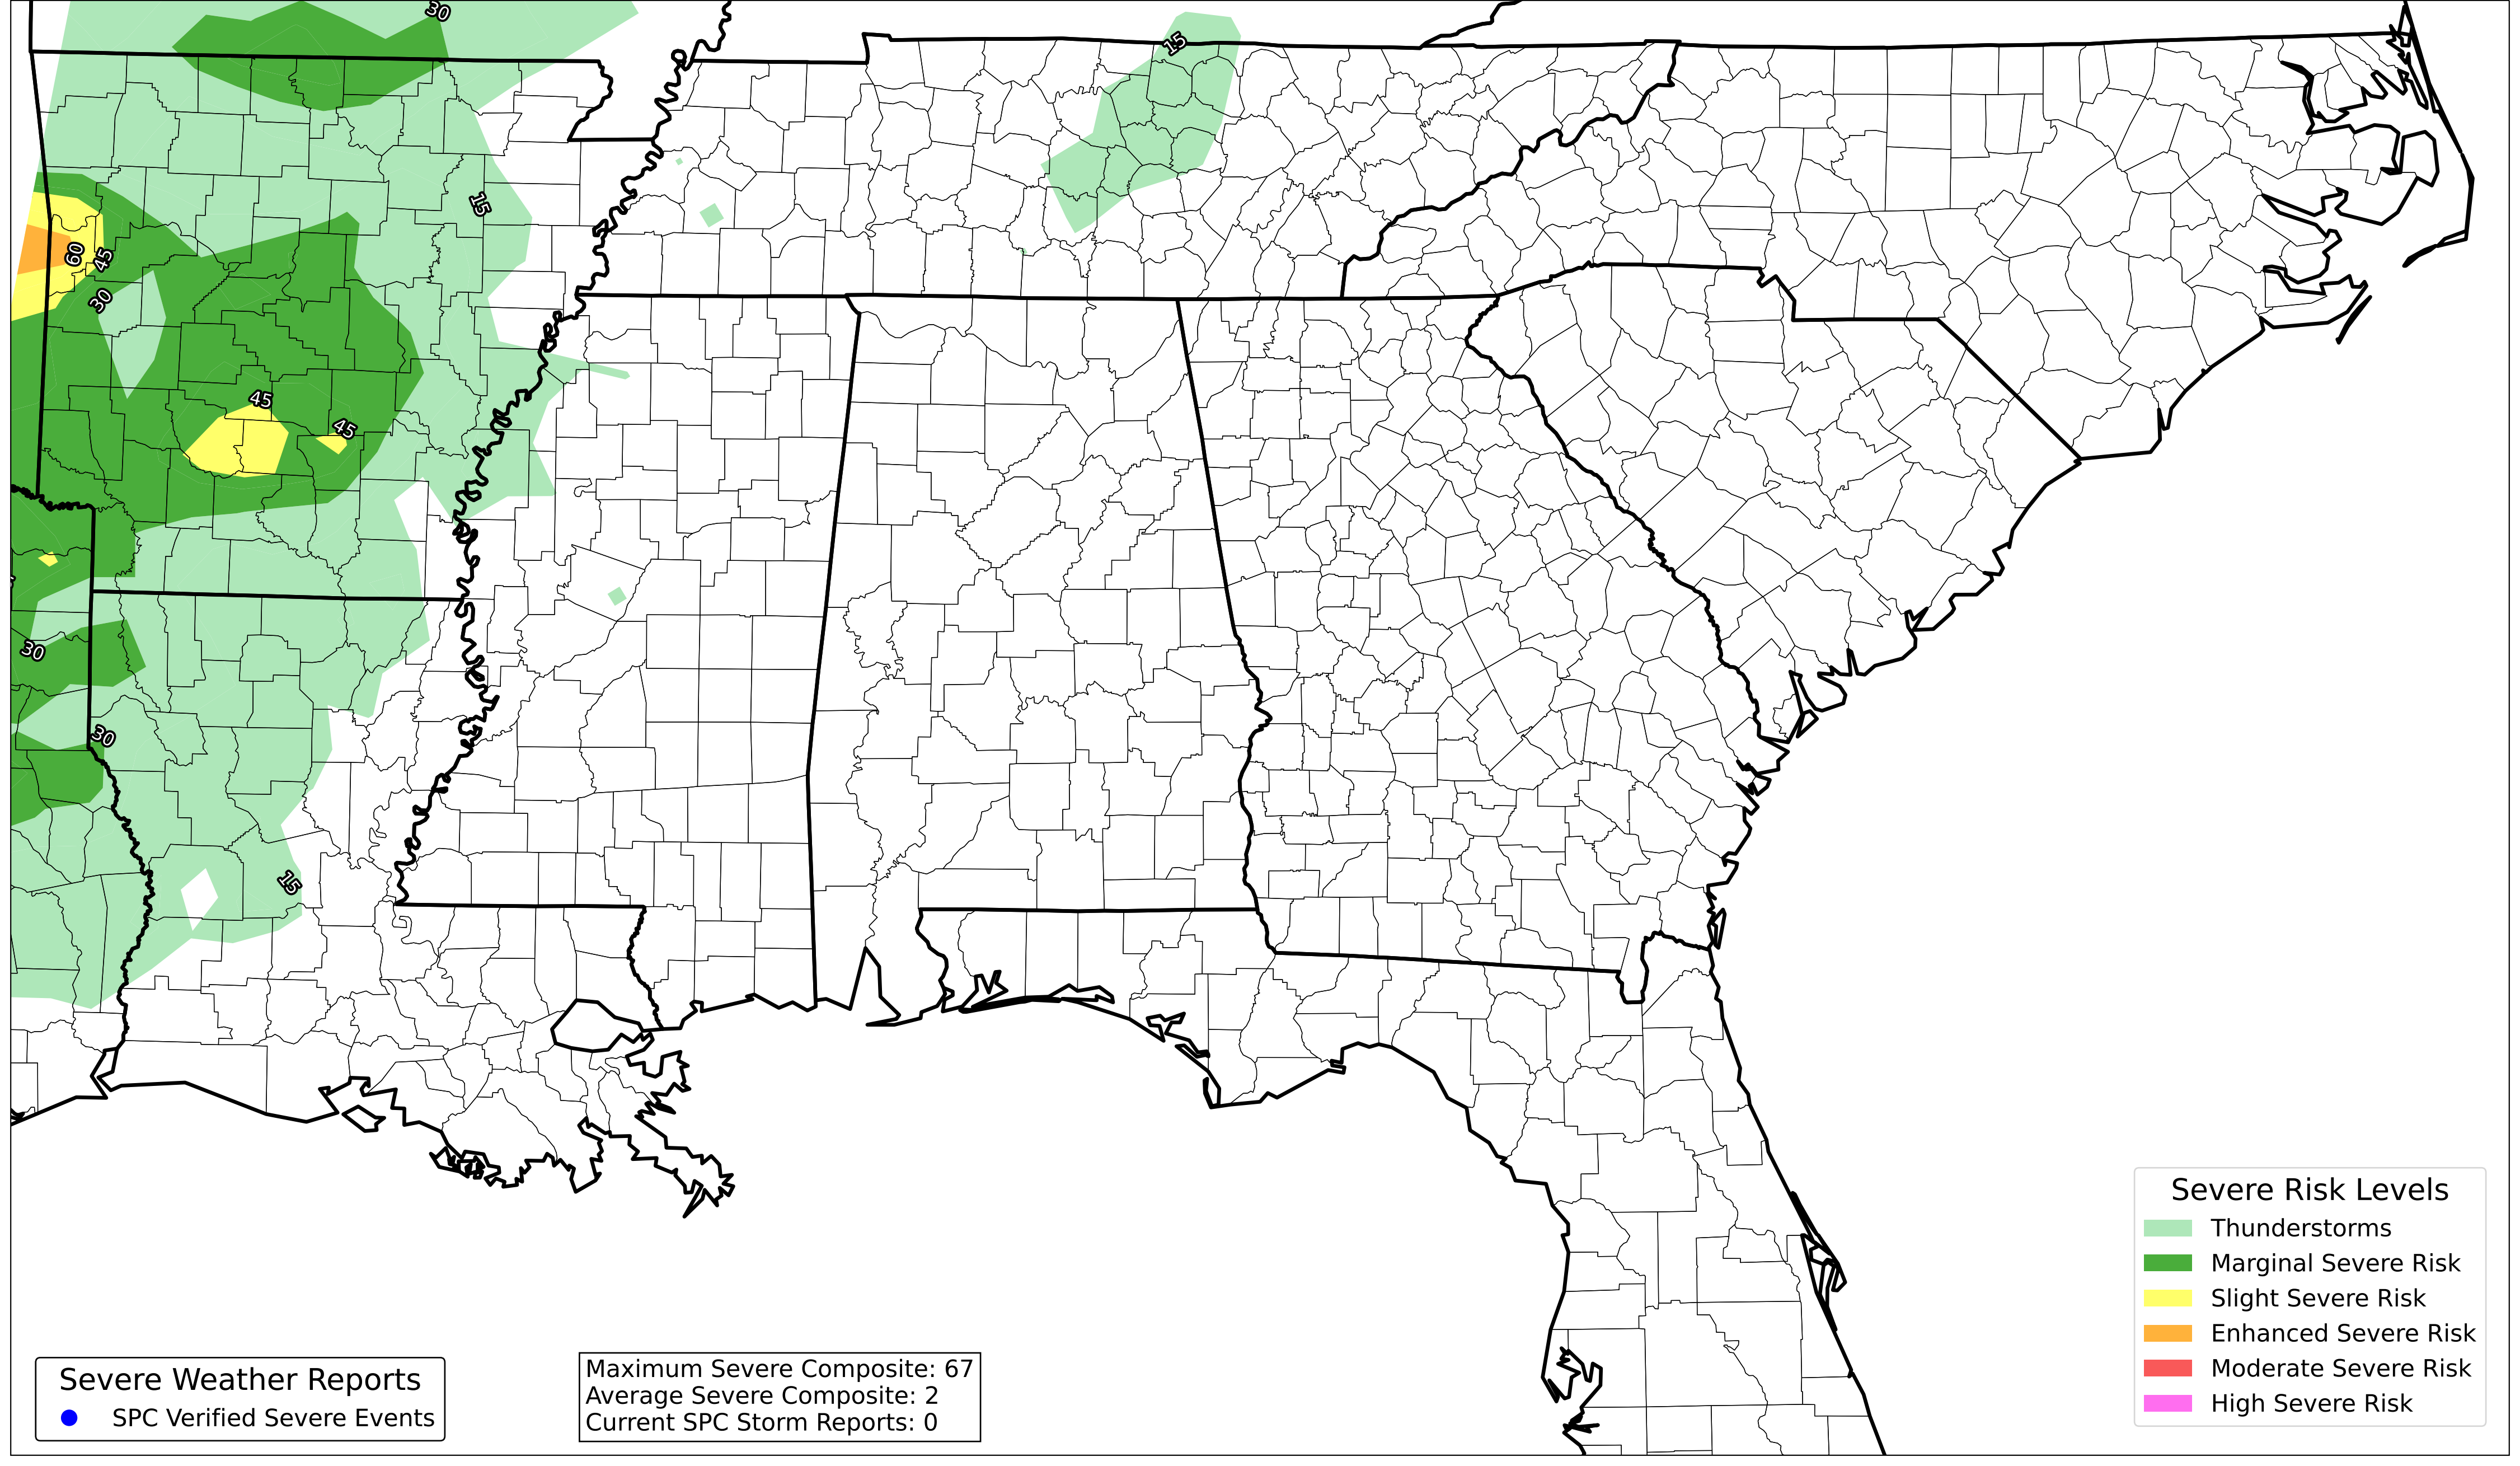 30
15
15
60
45
30
45
45
30
30
15
Severe Risk Levels
Thunderstorms
Marginal Severe Risk
Slight Severe Risk
Enhanced Severe Risk
Moderate Severe Risk
High Severe Risk
Severe Weather Reports
SPC Verified Severe Events
Maximum Severe Composite: 67
Average Severe Composite: 2
Current SPC Storm Reports: 0